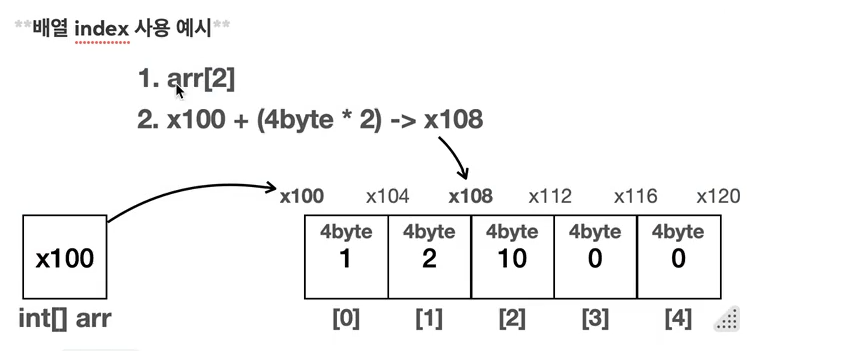 **배열 index 사용 예시**
1. arr[2]
2. x100 + (4byte * 2) -> x108
x100 x104 x108 x112 x116 x120
4byte 4byte 4byte 4byte 4byte
x100 1 2 10 0 0
int[] arr [0] [1] [2] [3] [4]